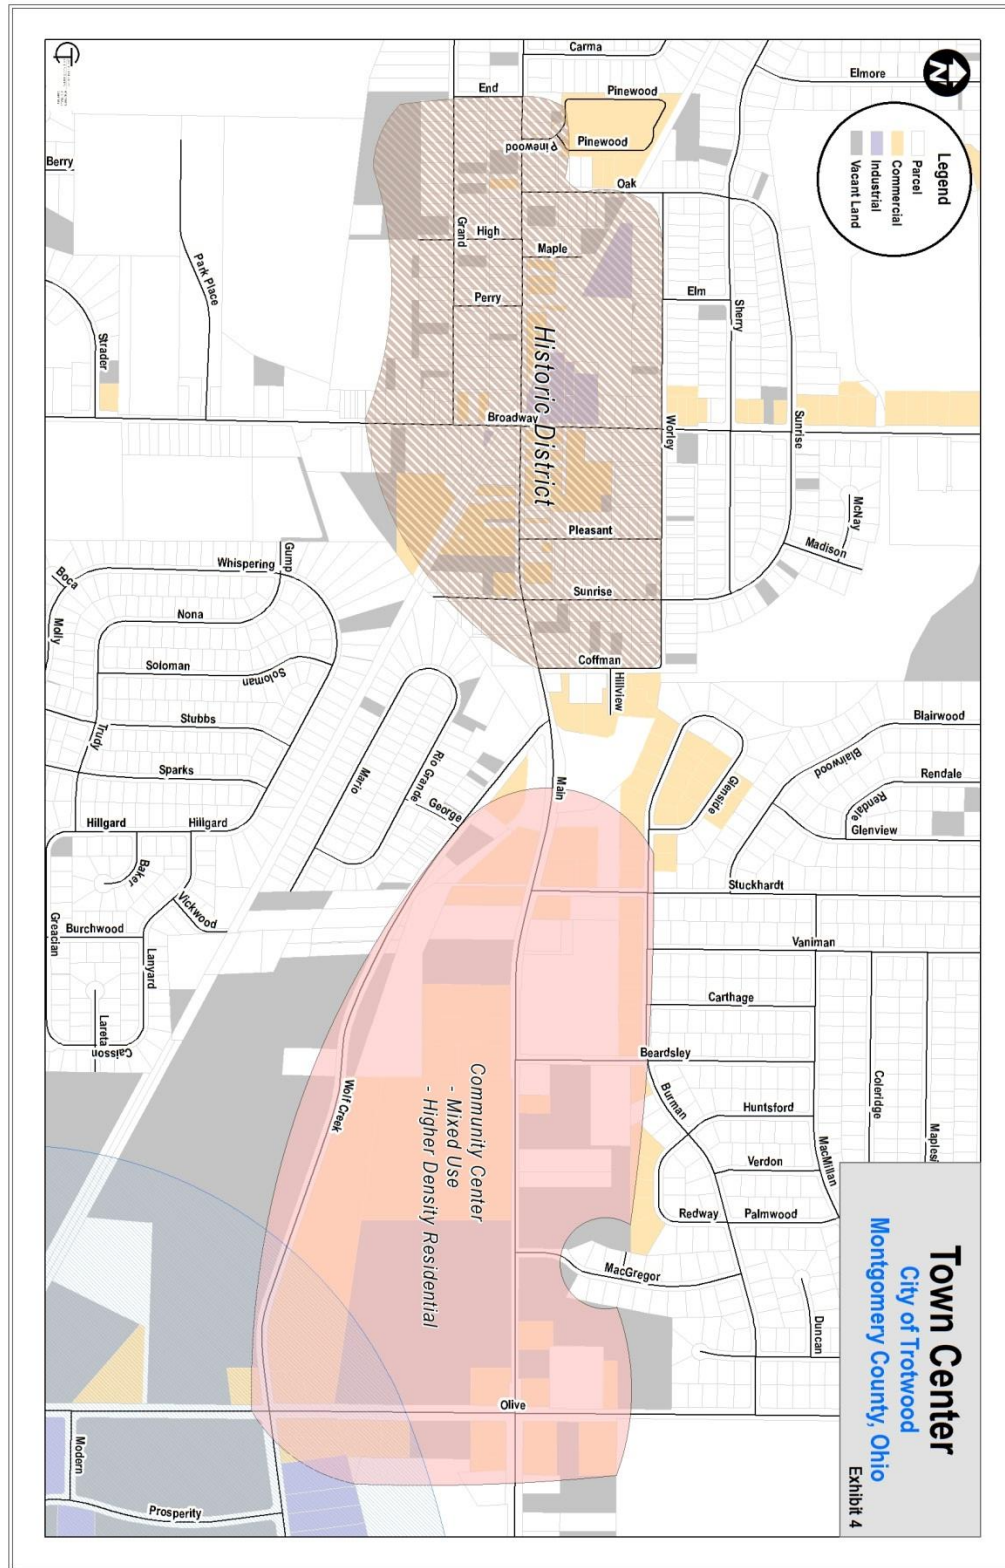 Town Center
City of Trotwood
Montgomery County, Ohio
Exhibit 4
N
Legend
Parcel
Commercial
Industrial
Vacant Land
Historic District
Community Center
- Mixed Use
- Higher Density Residential
Carma
Elmore
End
Pinewood
Pinewood
Pinewood
Oak
Berry
Grand
High
Maple
Perry
Elm
Sherry
Park Place
Strader
Broadway
Worley
Sunrise
McNay
Madison
Pleasant
Sunrise
Coffman
Hillview
Gump
Whispering
Boca
Nona
Molly
Soloman
Soloman
Stubbs
Trudy
Sparks
Mario
Rio Grande
George
Main
Glenside
Blairwood
Blairwood
Rendale
Rendale
Glenview
Hillgard
Hillgard
Baker
Vickwood
Burchwood
Greacian
Lanyard
Lareta
Caisson
Stuckhardt
Vaniman
Carthage
Beardsley
Burman
Coleridge
Huntsford
MacMillan
Verdon
Redway
Palmwood
MacGregor
Duncan
Wolf Creek
Olive
Modern
Prosperity